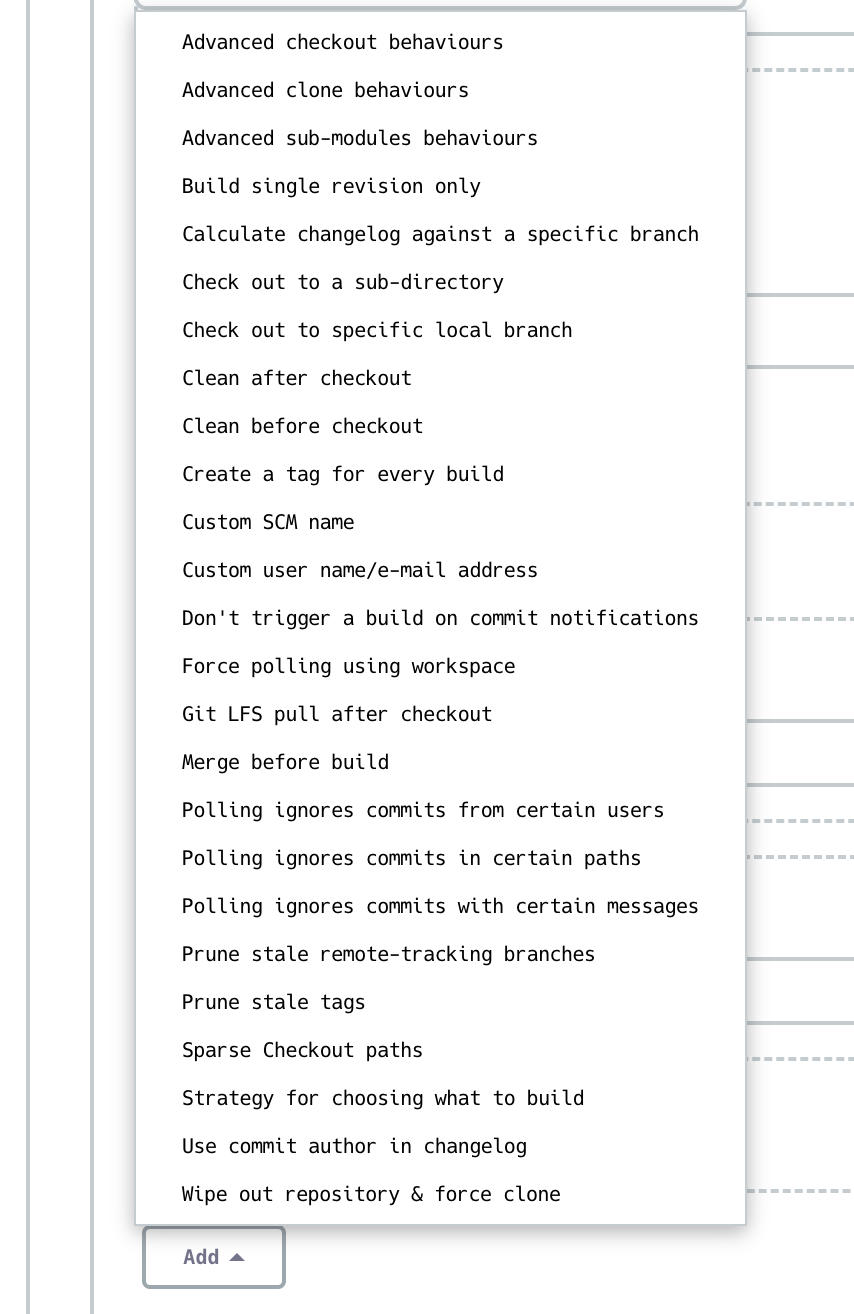 Advanced checkout behaviours
Advanced clone behaviours
Advanced sub-modules behaviours
Build single revision only
Calculate changelog against a specific branch
Check out to a sub-directory
Check out to specific local branch
Clean after checkout
Clean before checkout
Create a tag for every build
Custom SCM name
Custom user name/e-mail address
Don't trigger a build on commit notifications
Force polling using workspace
Git LFS pull after checkout
Merge before build
Polling ignores commits from certain users
Polling ignores commits in certain paths
Polling ignores commits with certain messages
Prune stale remote-tracking branches
Prune stale tags
Sparse Checkout paths
Strategy for choosing what to build
Use commit author in changelog
Wipe out repository & force clone
Add